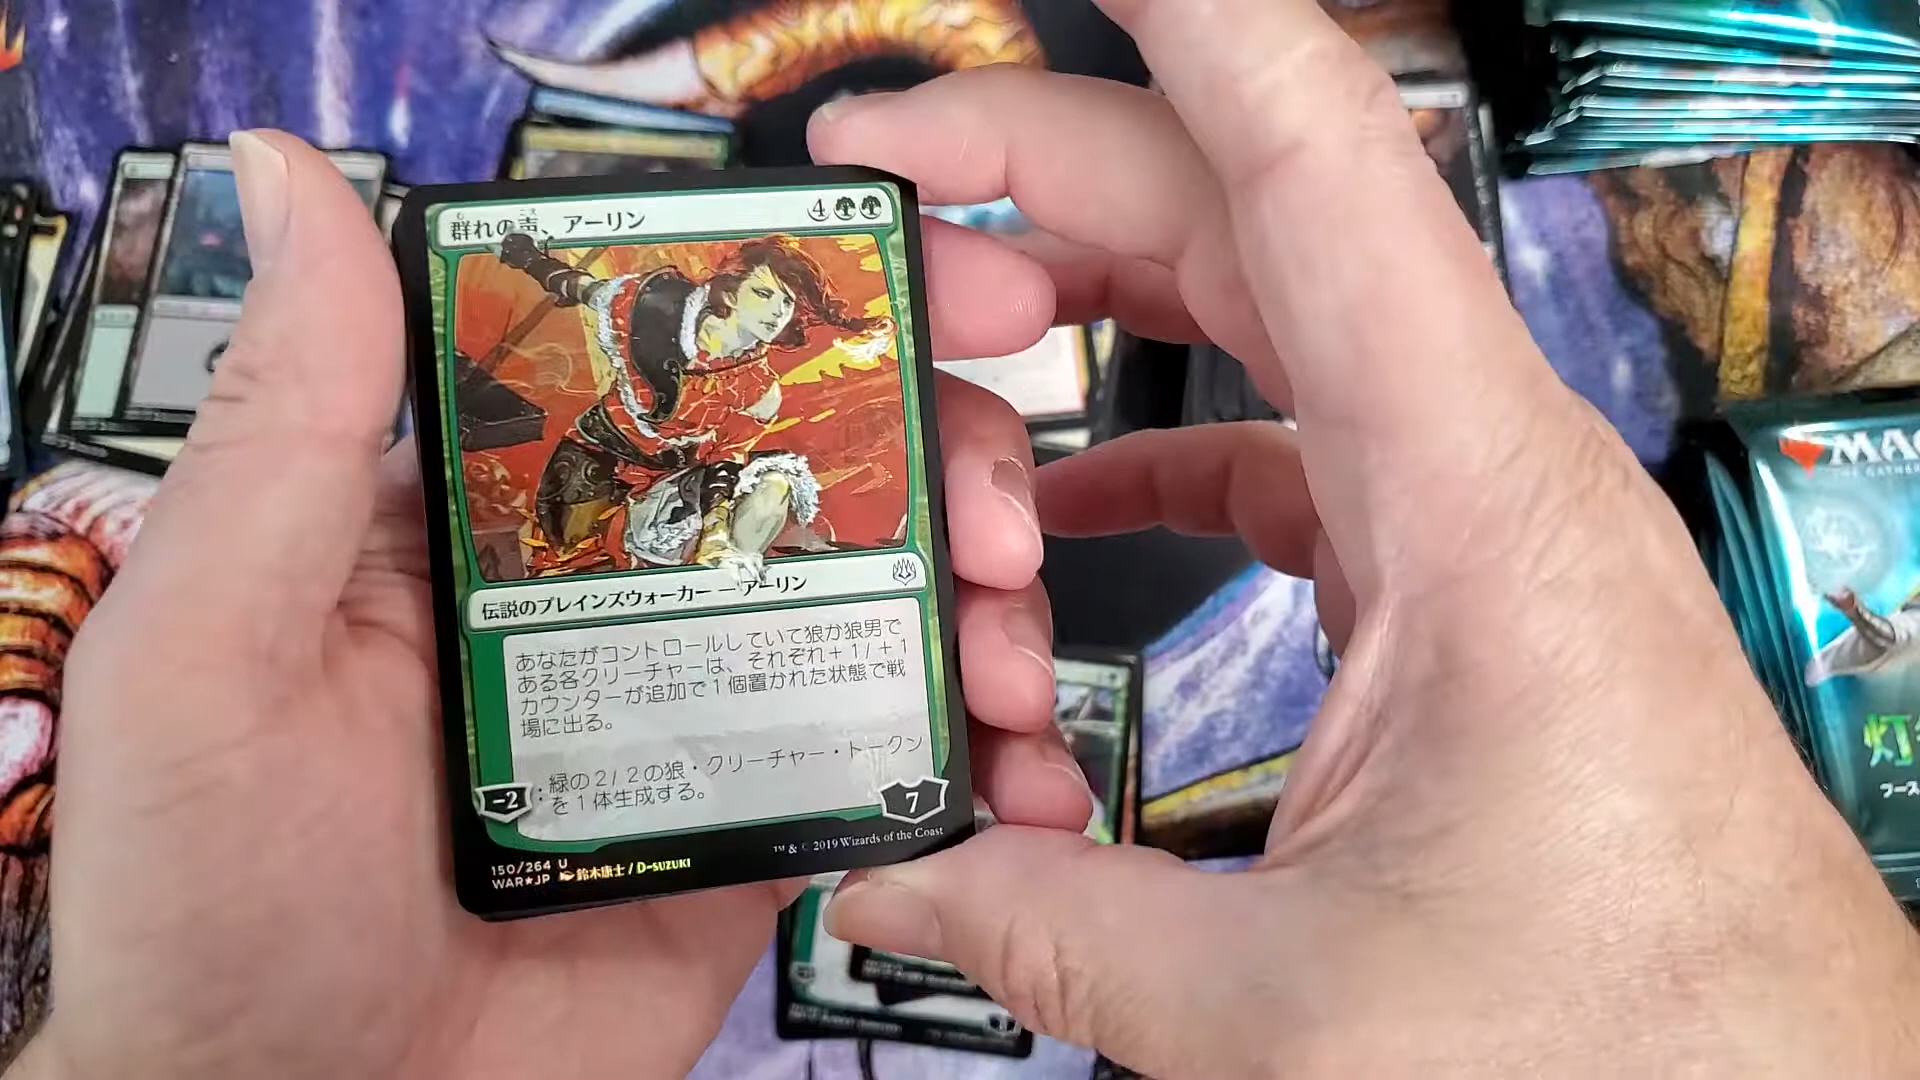 群れの声、アーリン
む こえ
4
伝説のプレインズウォーカー — アーリン
あなたがコントロールしていて狼か狼男で
ある各クリーチャーは、それぞれ+1/+1
カウンターが追加で1個置かれた状態で戦
場に出る。
-2:緑の2/2の狼・クリーチャー・トークン
を1体生成する。
7
150/264 U
WAR★JP 鈴木康士 / D-SUZUKI
™ & © 2019 Wizards of the Coast
灯
ブース